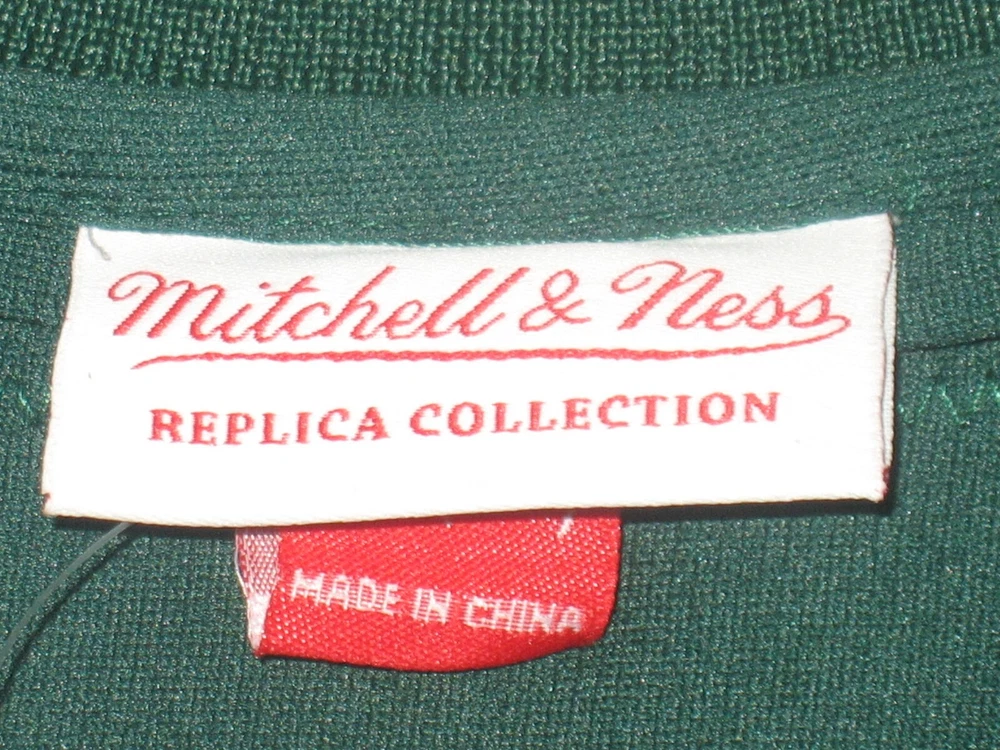 Mitchell & Ness
REPLICA COLLECTION
MADE IN CHINA